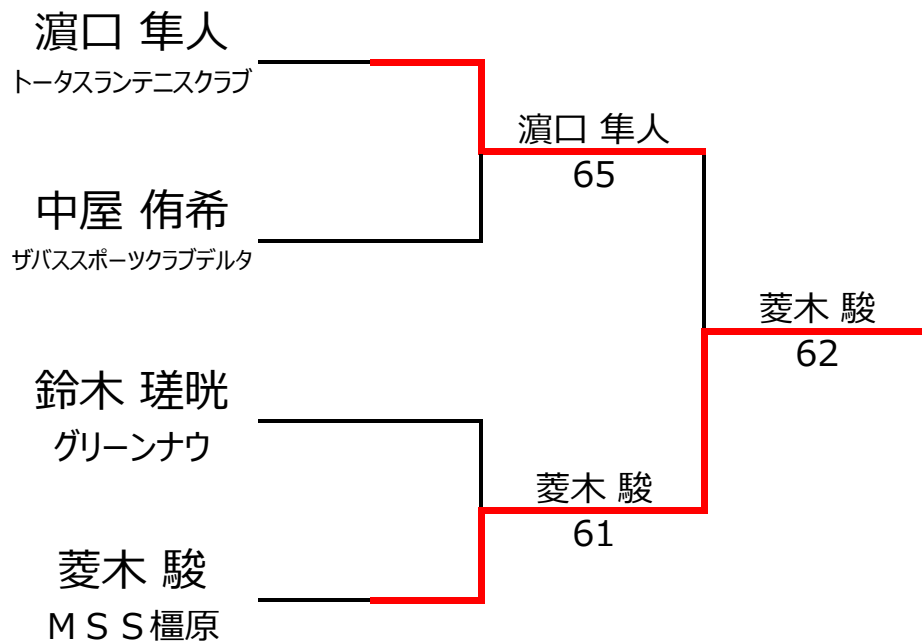 濵口 隼人
トータスランテニスクラブ
濵口 隼人
65
中屋 侑希
ザバススポーツクラブデルタ
菱木 駿
62
鈴木 瑳晄
グリーンナウ
菱木 駿
61
菱木 駿
ＭＳＳ橿原